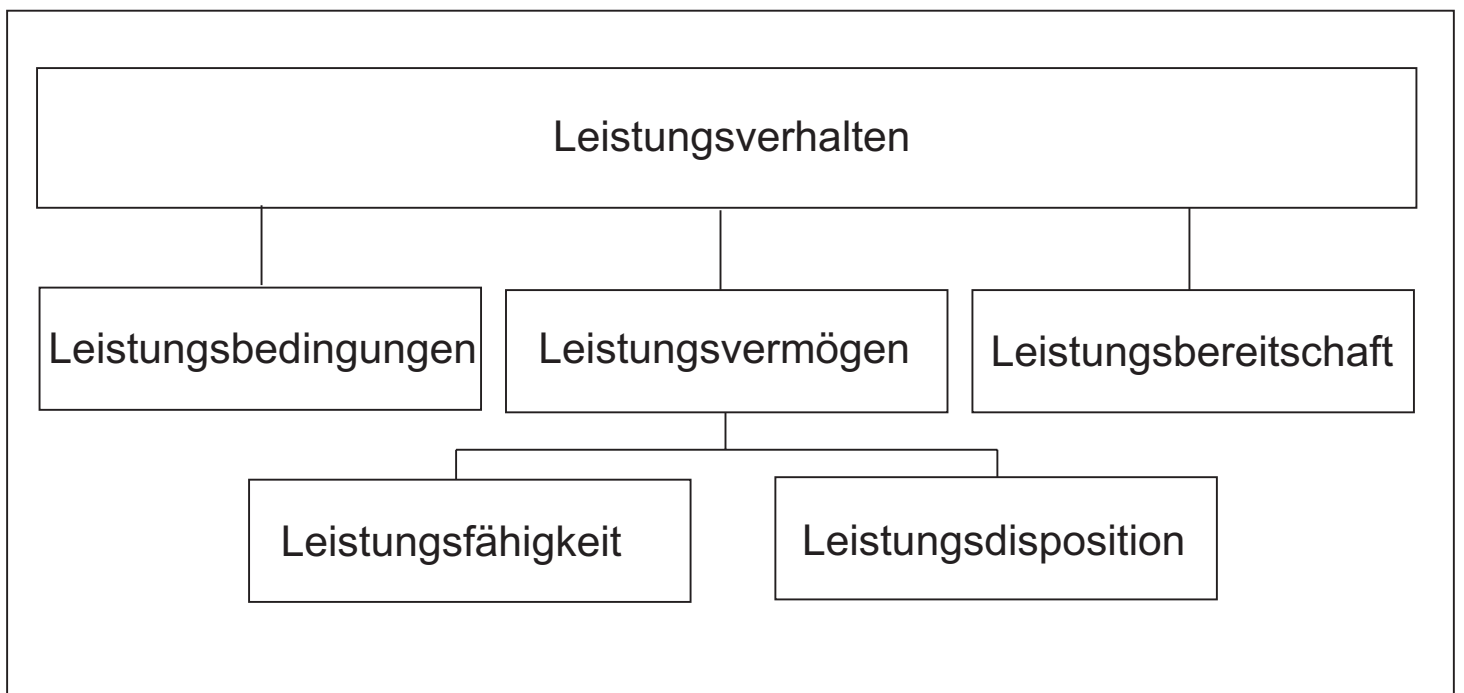 Leistungsverhalten
Leistungsbedingungen
Leistungsvermögen
Leistungsbereitschaft
Leistungsfähigkeit
Leistungsdisposition